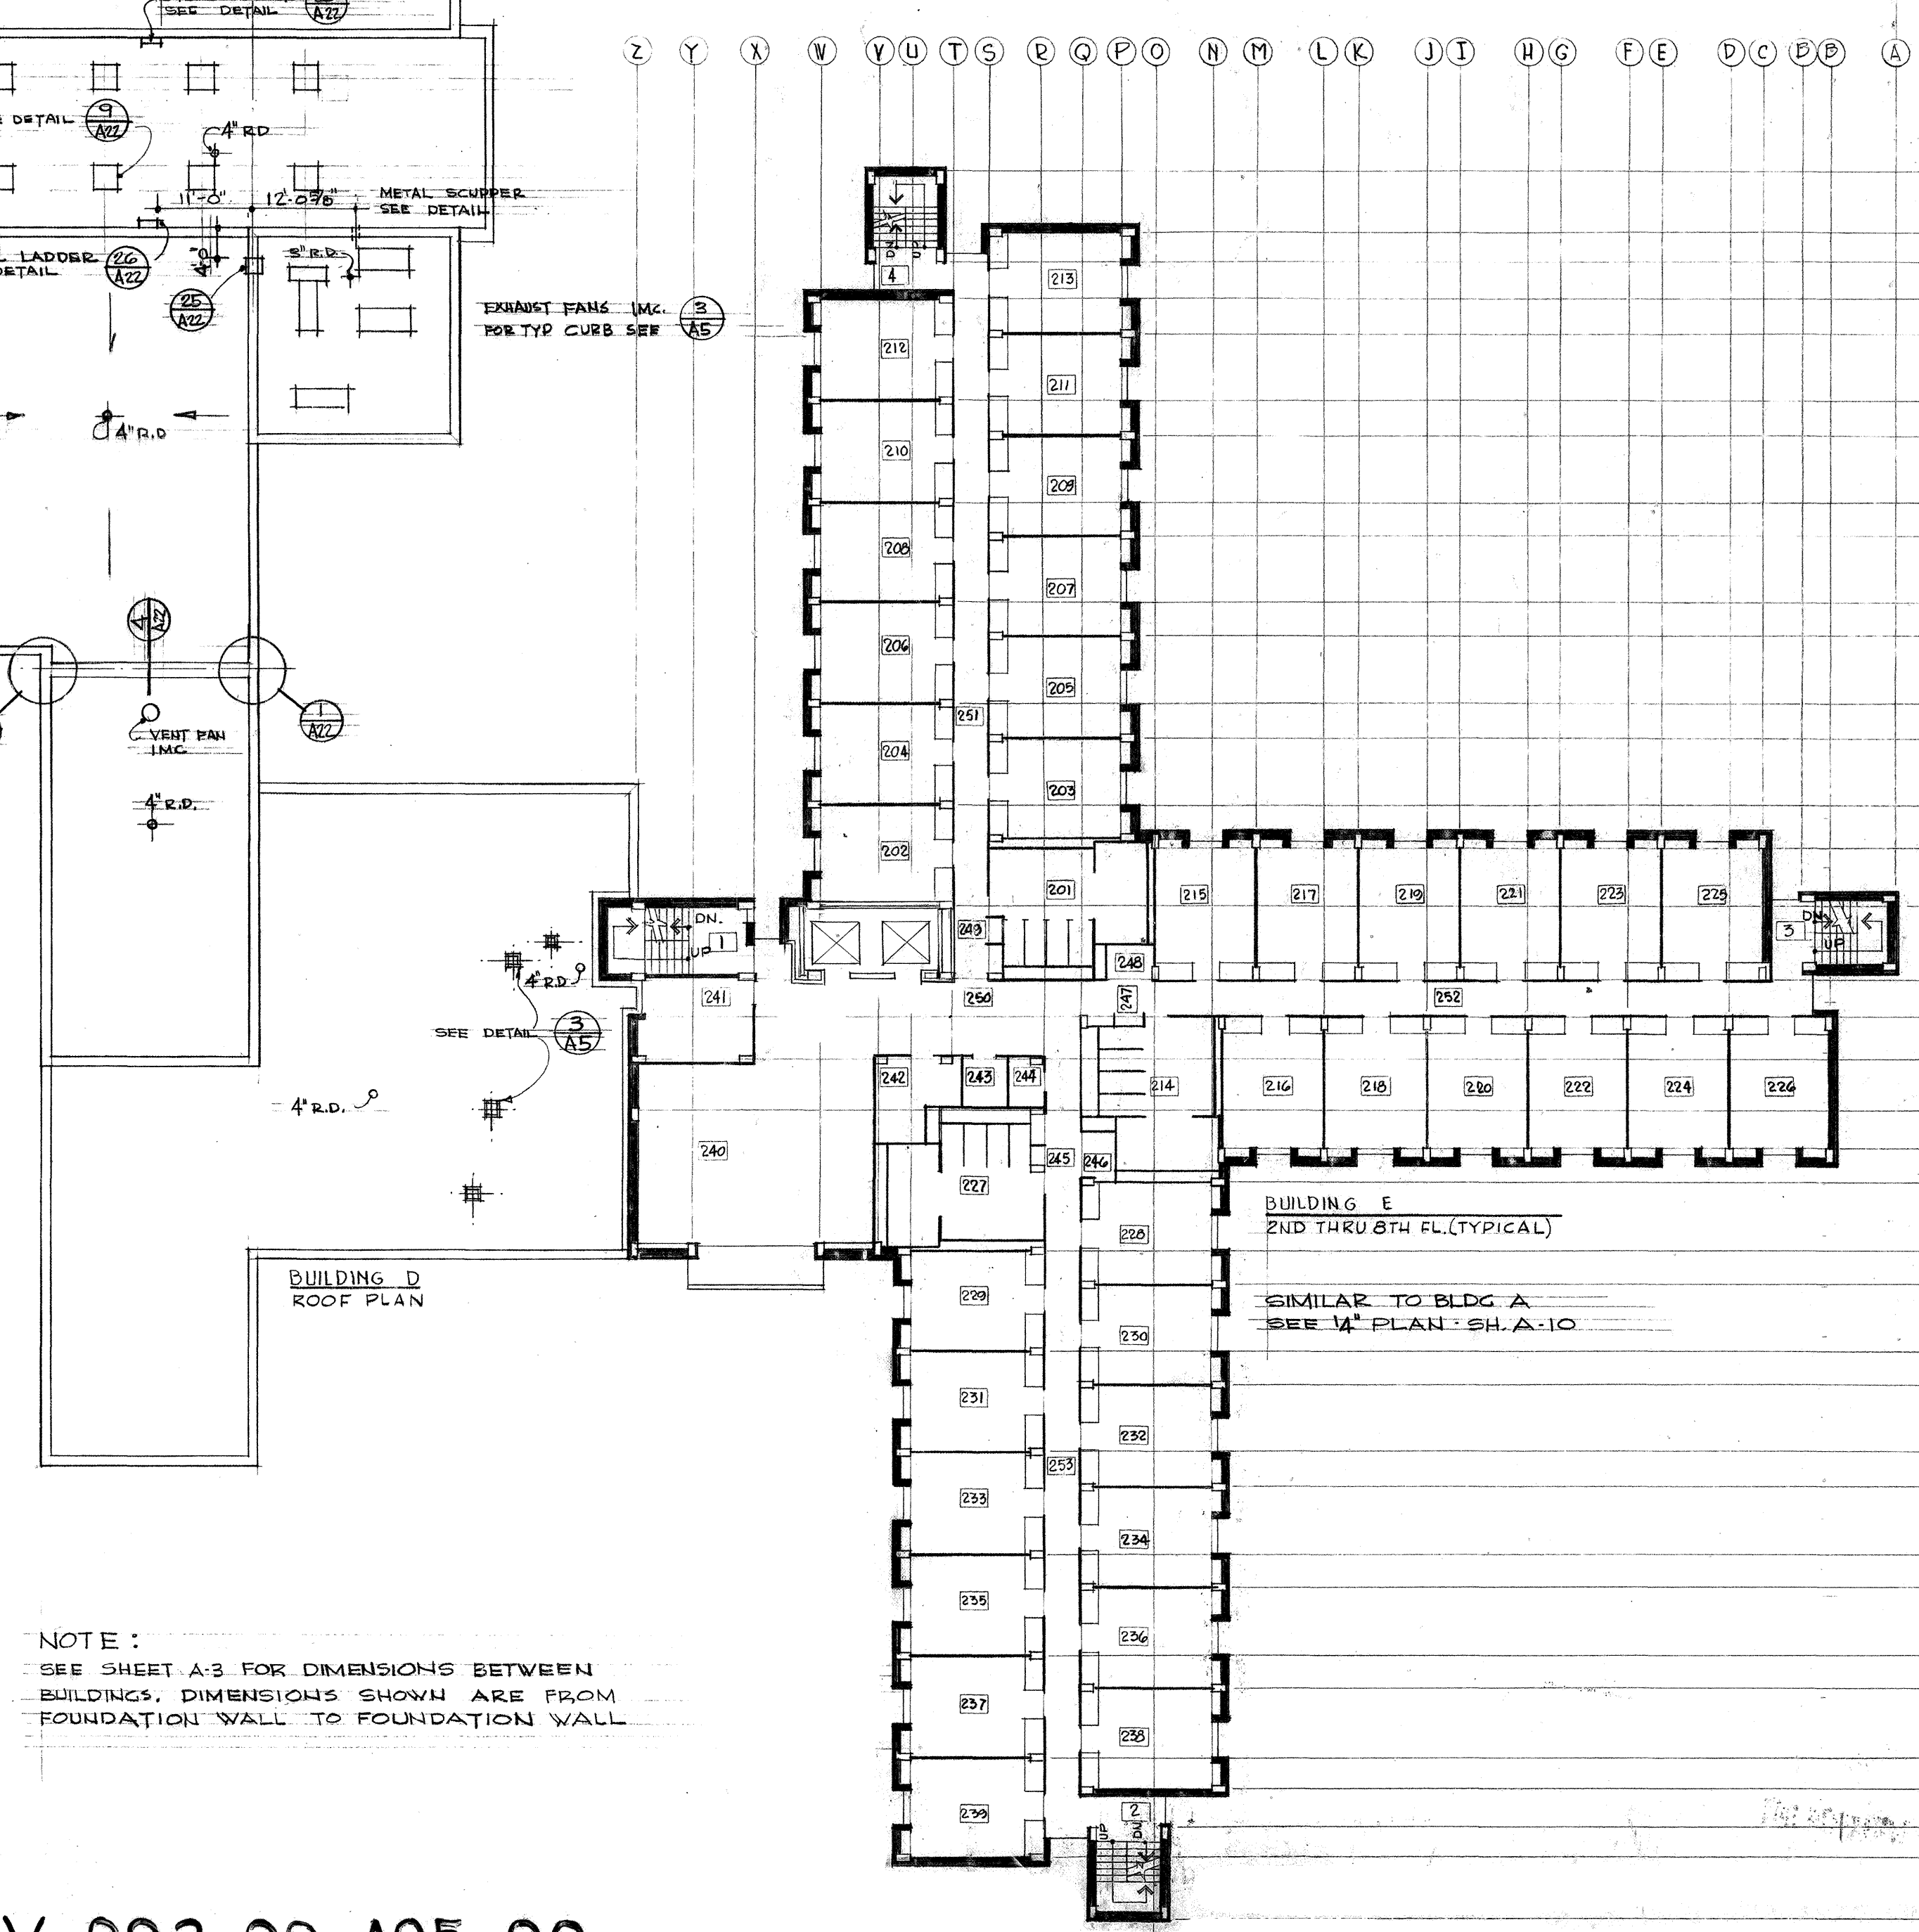 SEE DETAIL A22
Z Y X W V U T S R Q P O N M L K J I H G F E D C B' B A
DETAIL 9
A22
4" R.D
11'-0" 12'-0⅝"
METAL SCUPPER
SEE DETAIL
4'-0"
LADDER 26
DETAIL A22
3" R.D.
25
A22
EXHAUST FANS I.M.C. 3
FOR TYP CURB SEE A5
4" R.D
4
A22
1
A22
VENT FAN
I.M.C.
4" R.D.
DN.
UP
1
4" R.D
SEE DETAIL 3
A5
4" R.D.
BUILDING D
ROOF PLAN
4
213
212
211
210
209
208
207
206
205
251
204
203
202
201
215 217 219 221 223 225
249
3
DN
UP
248
241
250
247
252
242 243 244
214
216 218 220 222 224 226
240
245 246
227
228
BUILDING E
2ND THRU 8TH FL. (TYPICAL)
SIMILAR TO BLDG A
SEE ¼" PLAN - SH. A-10
229
230
231
232
253
233
234
235
236
237
238
239
2
UP
DN
NOTE:
SEE SHEET A-3 FOR DIMENSIONS BETWEEN
BUILDINGS. DIMENSIONS SHOWN ARE FROM
FOUNDATION WALL TO FOUNDATION WALL